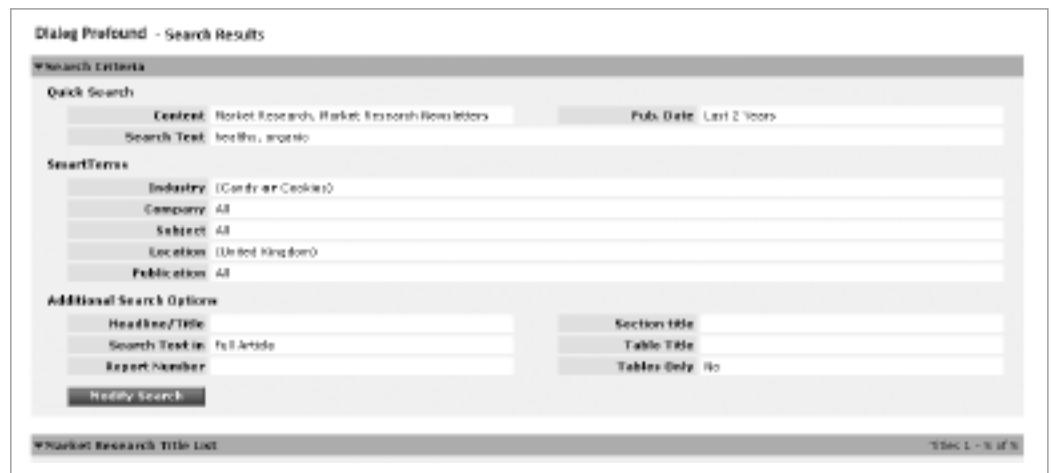 Dialog Profound - Search Results
Search Criteria
Quick Search
Content Market Research, Market Research Newsletters Pub. Date Last 2 Years
Search Text healthy, organic
SmartTerms
Industry (Candy or Cookies)
Company All
Subject All
Location (United Kingdom)
Publication All
Additional Search Options
Headline/Title Section title
Search Text in Full Article Table Title
Report Number Tables Only No
Modify Search
Market Research Title List Titles 1 -